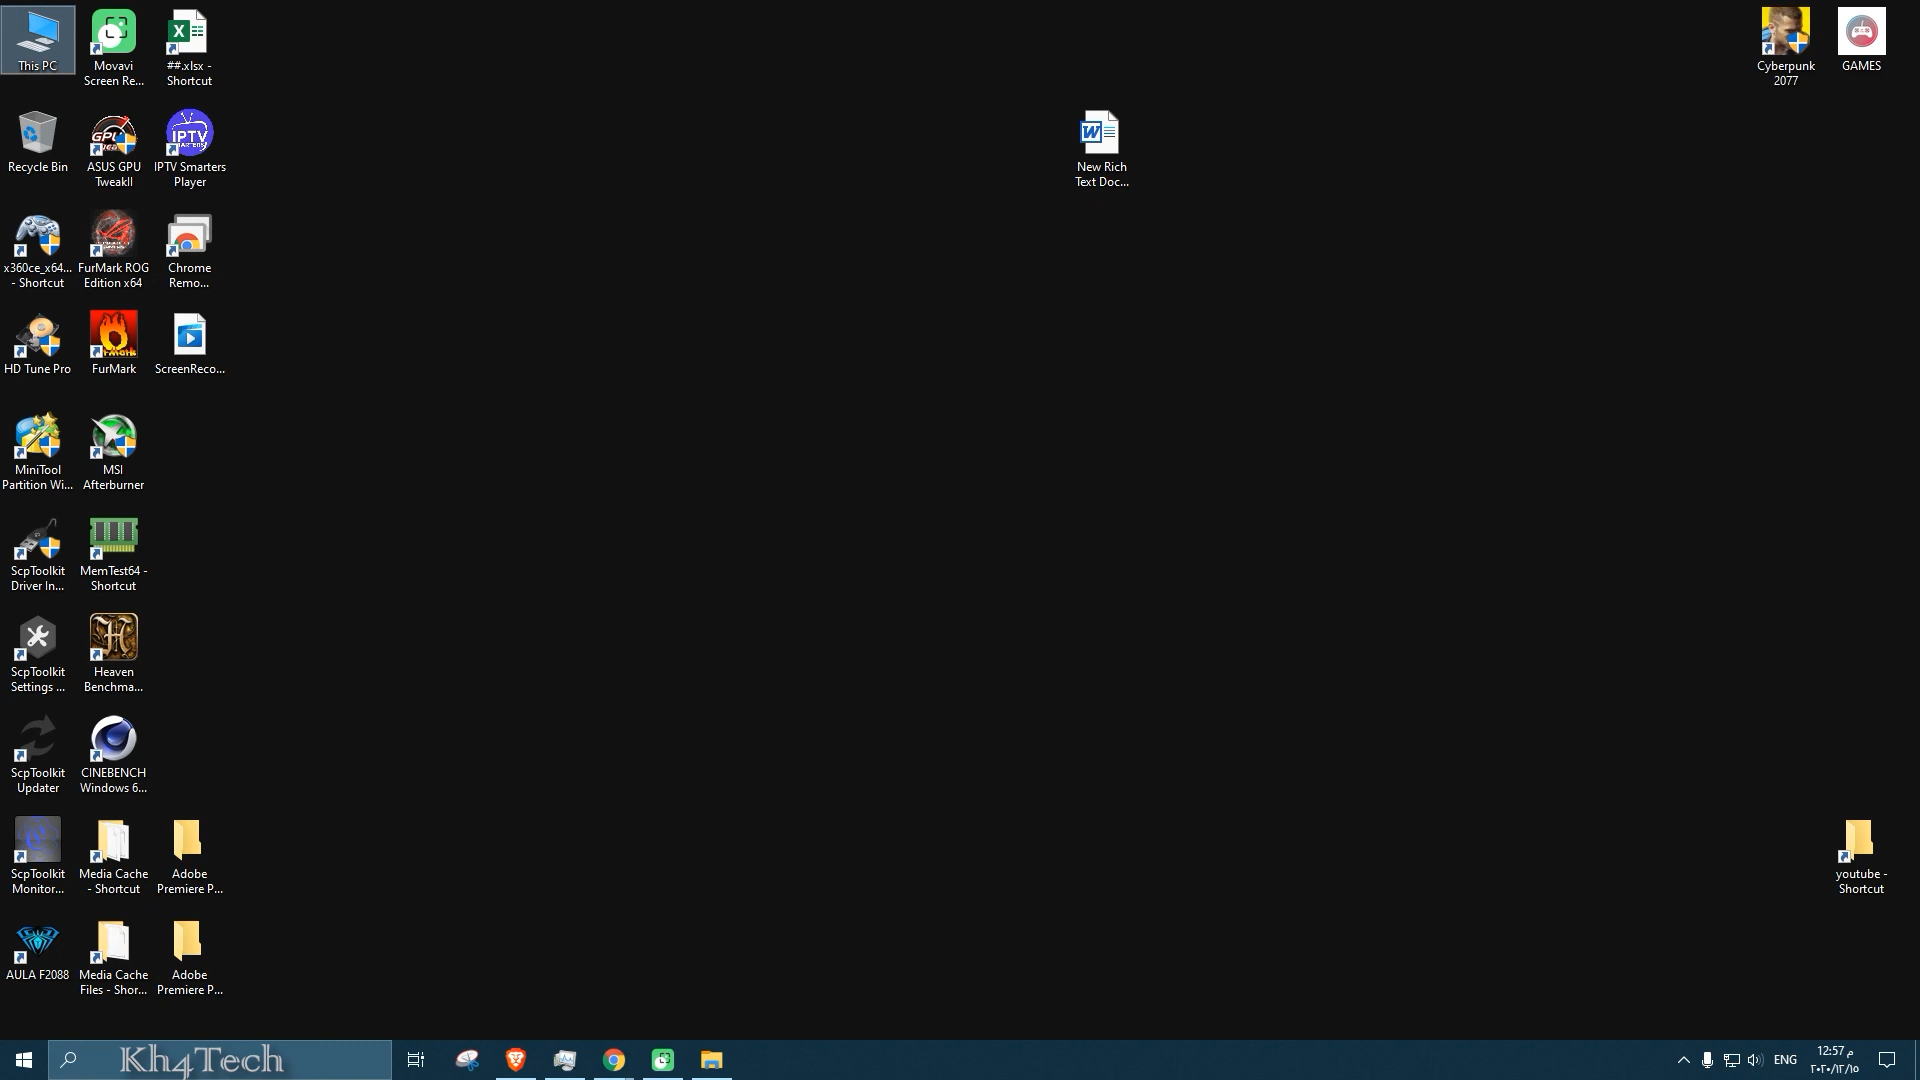 This PC
Movavi
Screen Re...
##.xlsx -
Shortcut
Cyberpunk
2077
GAMES
Recycle Bin
ASUS GPU
TweakII
IPTV
IPTV Smarters
Player
New Rich
Text Doc...
x360ce_x64...
- Shortcut
FurMark ROG
Edition x64
Chrome
Remo...
HD Tune Pro
FurMark
ScreenReco...
MiniTool
Partition Wi...
MSI
Afterburner
ScpToolkit
Driver In...
MemTest64 -
Shortcut
ScpToolkit
Settings ...
Heaven
Benchma...
ScpToolkit
Updater
CINEBENCH
Windows 6...
ScpToolkit
Monitor...
Media Cache
- Shortcut
Adobe
Premiere P...
youtube -
Shortcut
AULA F2088
Media Cache
Files - Shor...
Adobe
Premiere P...
Kh4Tech
ENG
12:57 م
٢٠٢٠/١٢/١٥